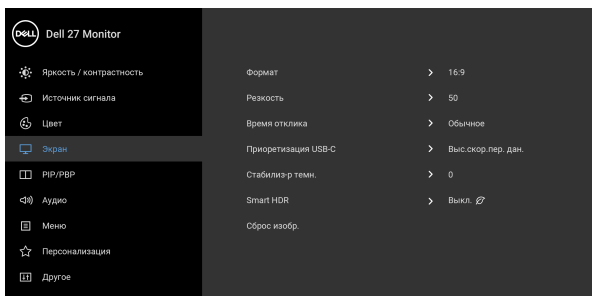 DELL Dell 27 Monitor
Яркость / контрастность
Источник сигнала
Цвет
Экран
PIP/PBP
Аудио
Меню
Персонализация
Другое
Формат 16:9
Резкость 50
Время отклика Обычное
Приоретизация USB-C Выс.скор.пер. дан.
Стабилиз-р темн. 0
Smart HDR Выкл.
Сброс изобр.